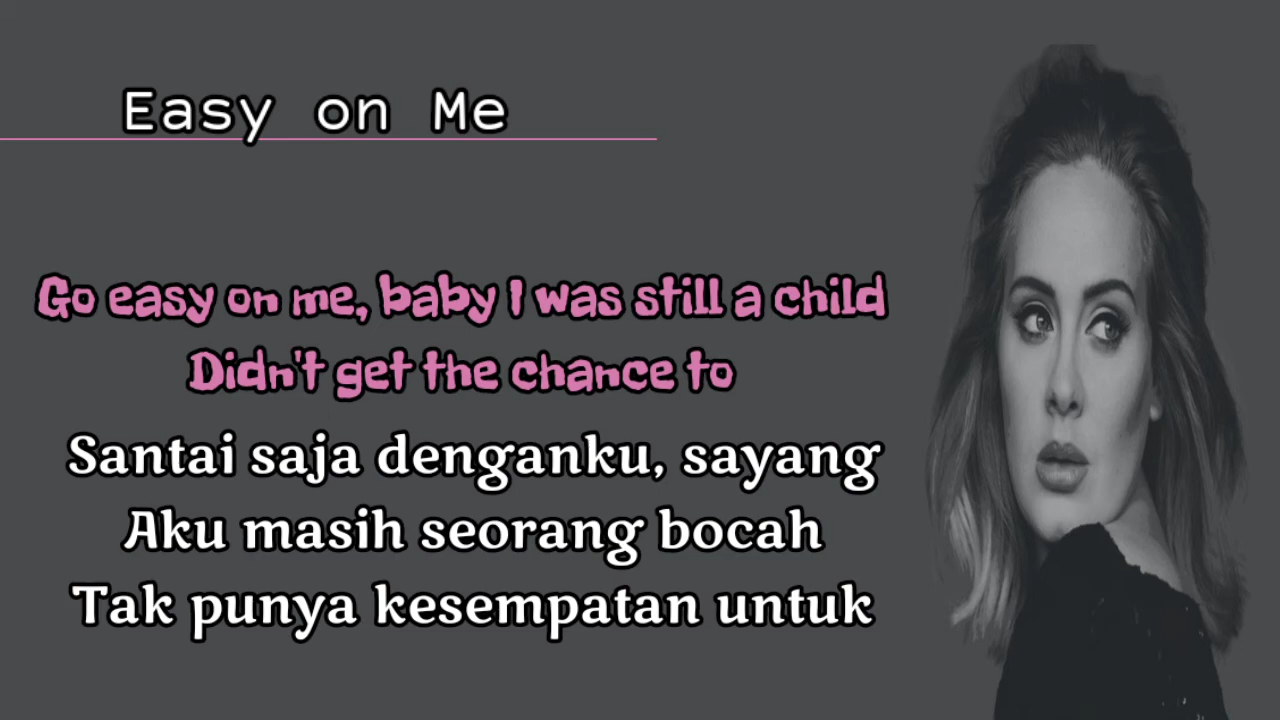 Easy on Me
Go easy on me, baby I was still a child
Didn't get the chance to
Santai saja denganku, sayang
Aku masih seorang bocah
Tak punya kesempatan untuk